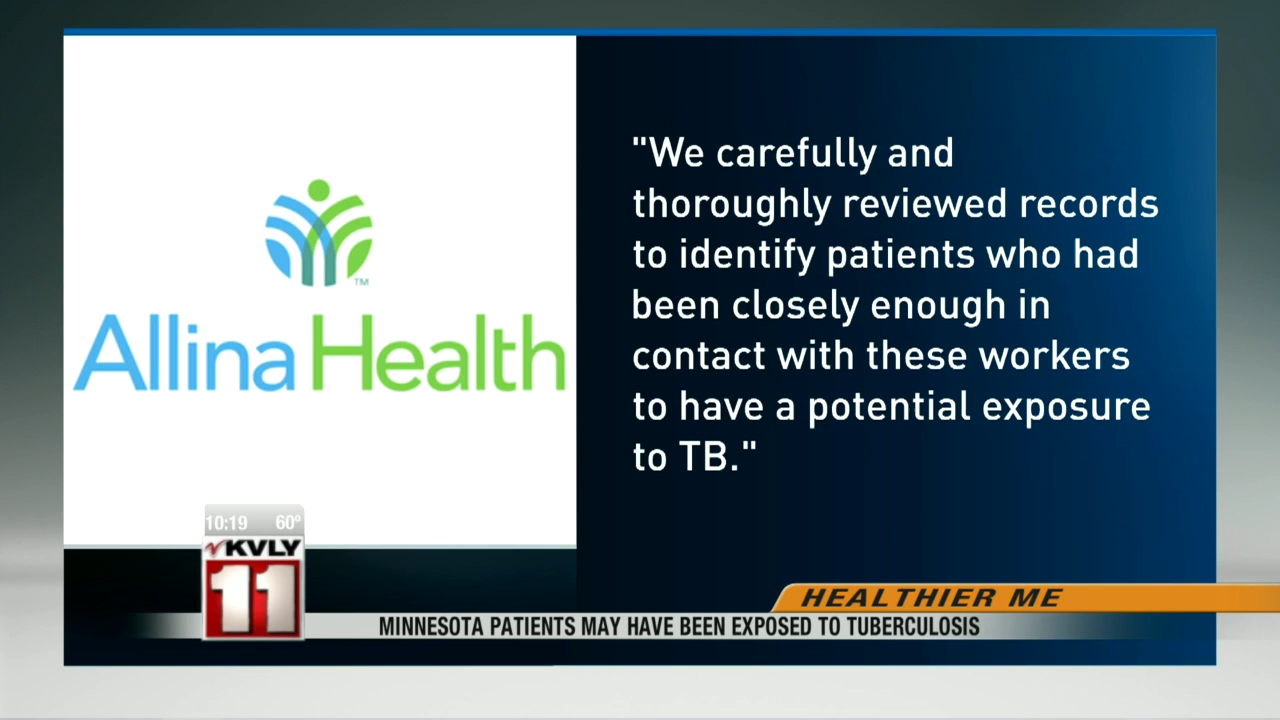 "We carefully and
thoroughly reviewed records
to identify patients who had
been closely enough in
contact with these workers
to have a potential exposure
to TB."
TM
Allina Health
10:19 60º
KVLY
11
HEALTHIER ME
MINNESOTA PATIENTS MAY HAVE BEEN EXPOSED TO TUBERCULOSIS